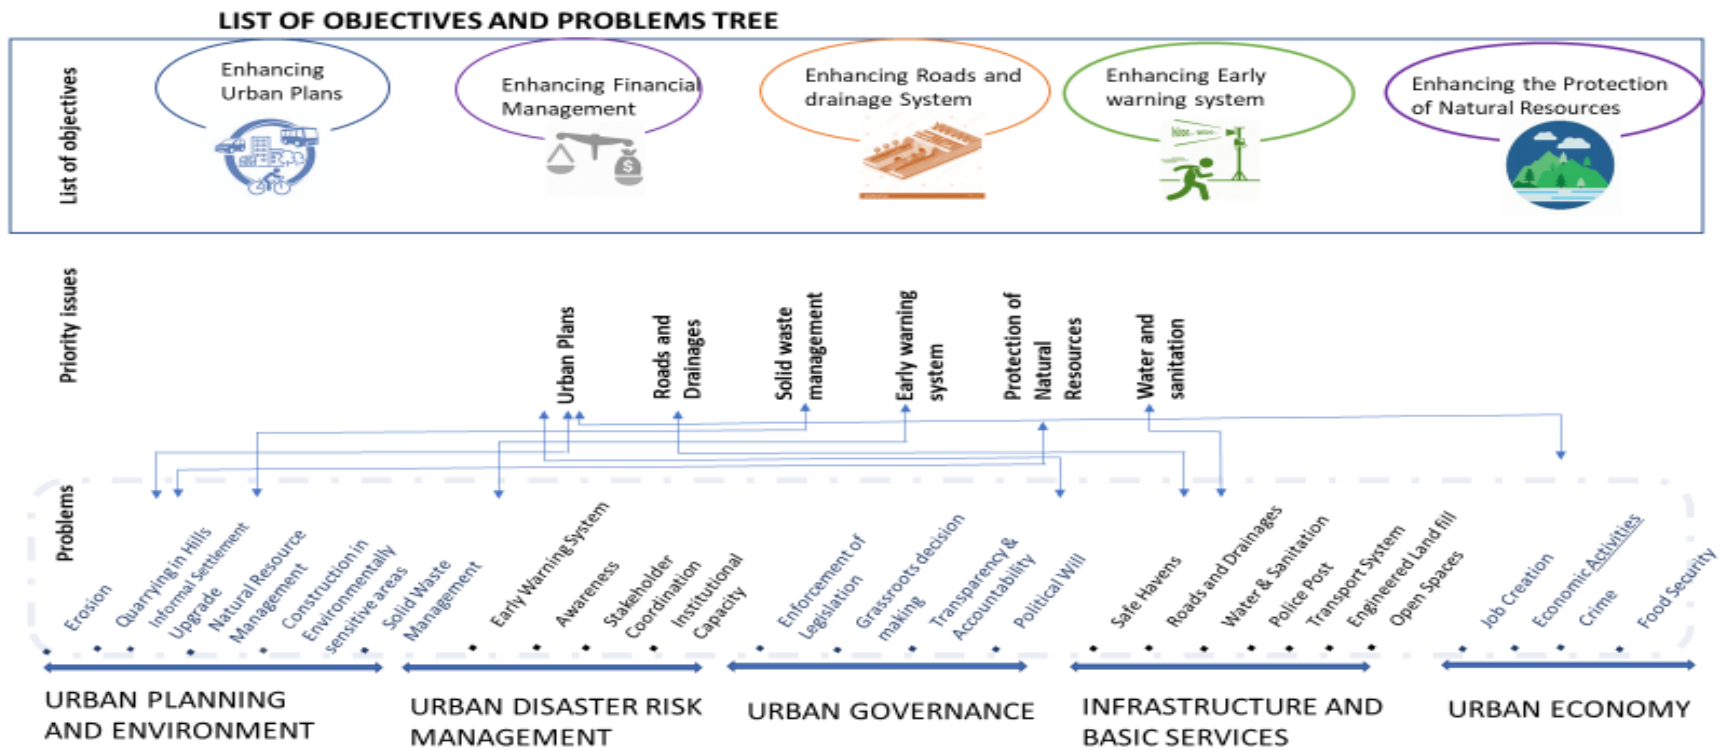 LIST OF OBJECTIVES AND PROBLEMS TREE
List of objectives
Enhancing
Urban Plans
Enhancing Financial
Management
$
Enhancing Roads and
drainage System
Enhancing Early
warning system
Enhancing the Protection
of Natural Resources
Priority issues
Urban Plans
Roads and
Drainages
Solid waste
management
Early warning
system
Protection of
Natural
Resources
Water and
sanitation
Problems
Erosion
Quarrying in Hills
Informal Settlement
Upgrade
Natural Resource
Management
Construction in
Environmentally
sensitive areas
Solid Waste
Management
Early Warning System
Awareness
Stakeholder
Coordination
Institutional
Capacity
Enforcement of
Legislation
Grassroots decision
making
Transparency &
Accountability
Political Will
Safe Havens
Roads and Drainages
Water & Sanitation
Police Post
Transport System
Engineered Land fill
Open Spaces
Job Creation
Economic Activities
Crime
Food Security
URBAN PLANNING
AND ENVIRONMENT
URBAN DISASTER RISK
MANAGEMENT
URBAN GOVERNANCE
INFRASTRUCTURE AND
BASIC SERVICES
URBAN ECONOMY